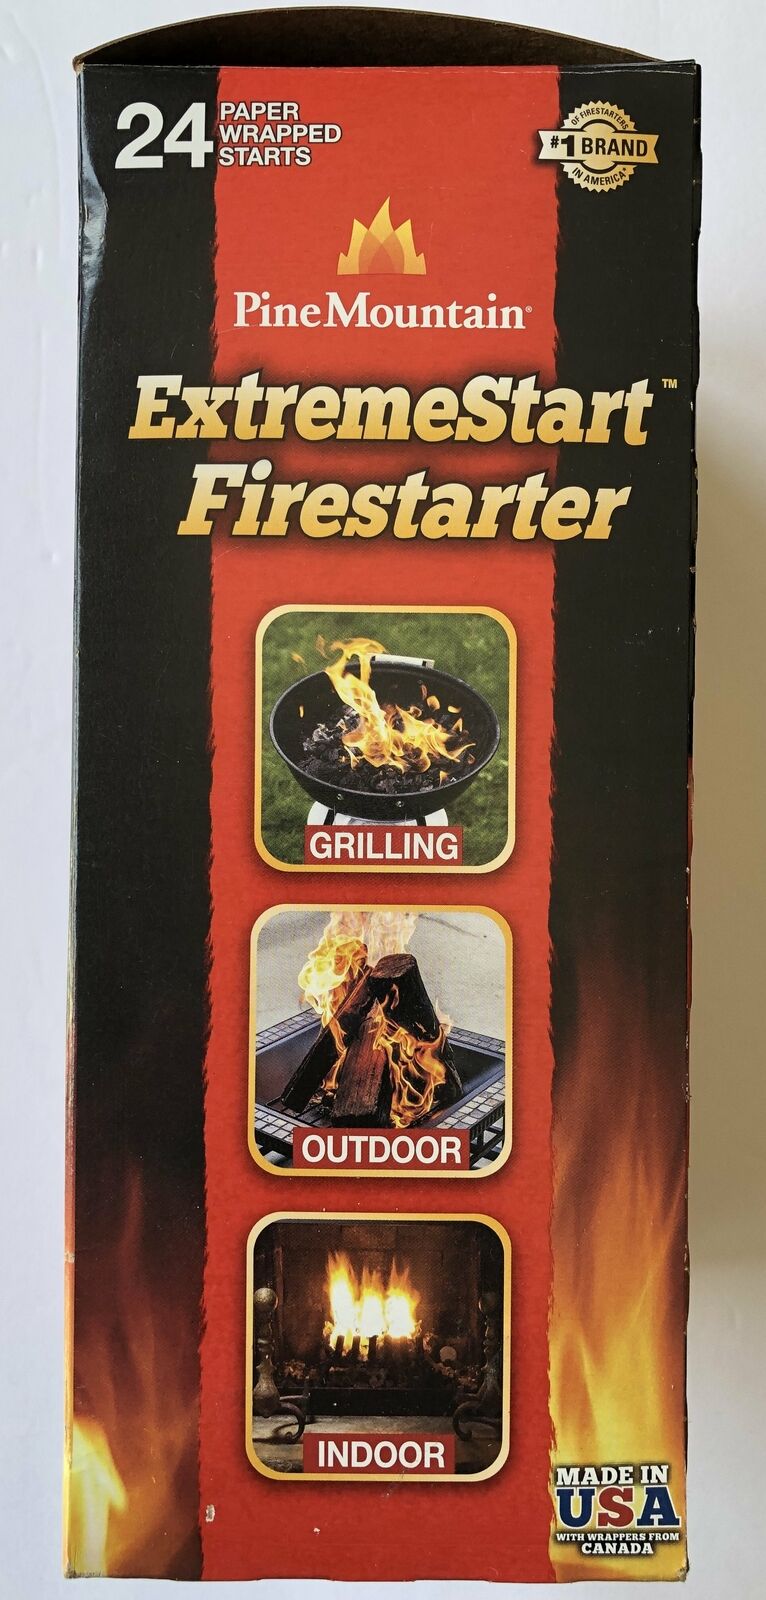 24 PAPER
WRAPPED
STARTS
OF FIRESTARTERS
#1 BRAND
IN AMERICA*
PineMountain®
ExtremeStart™
Firestarter
GRILLING
OUTDOOR
INDOOR
MADE IN
USA
WITH WRAPPERS FROM
CANADA